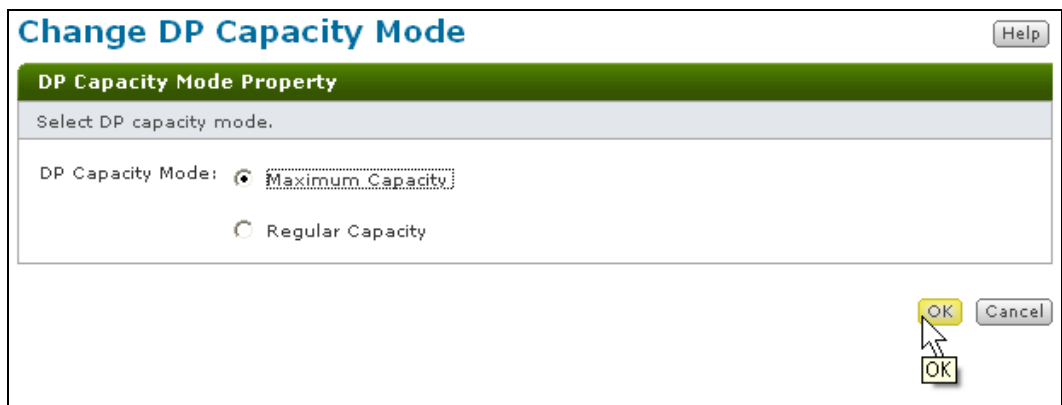 Change DP Capacity Mode
Help
DP Capacity Mode Property
Select DP capacity mode.
DP Capacity Mode: Maximum Capacity
Regular Capacity
OK Cancel
OK